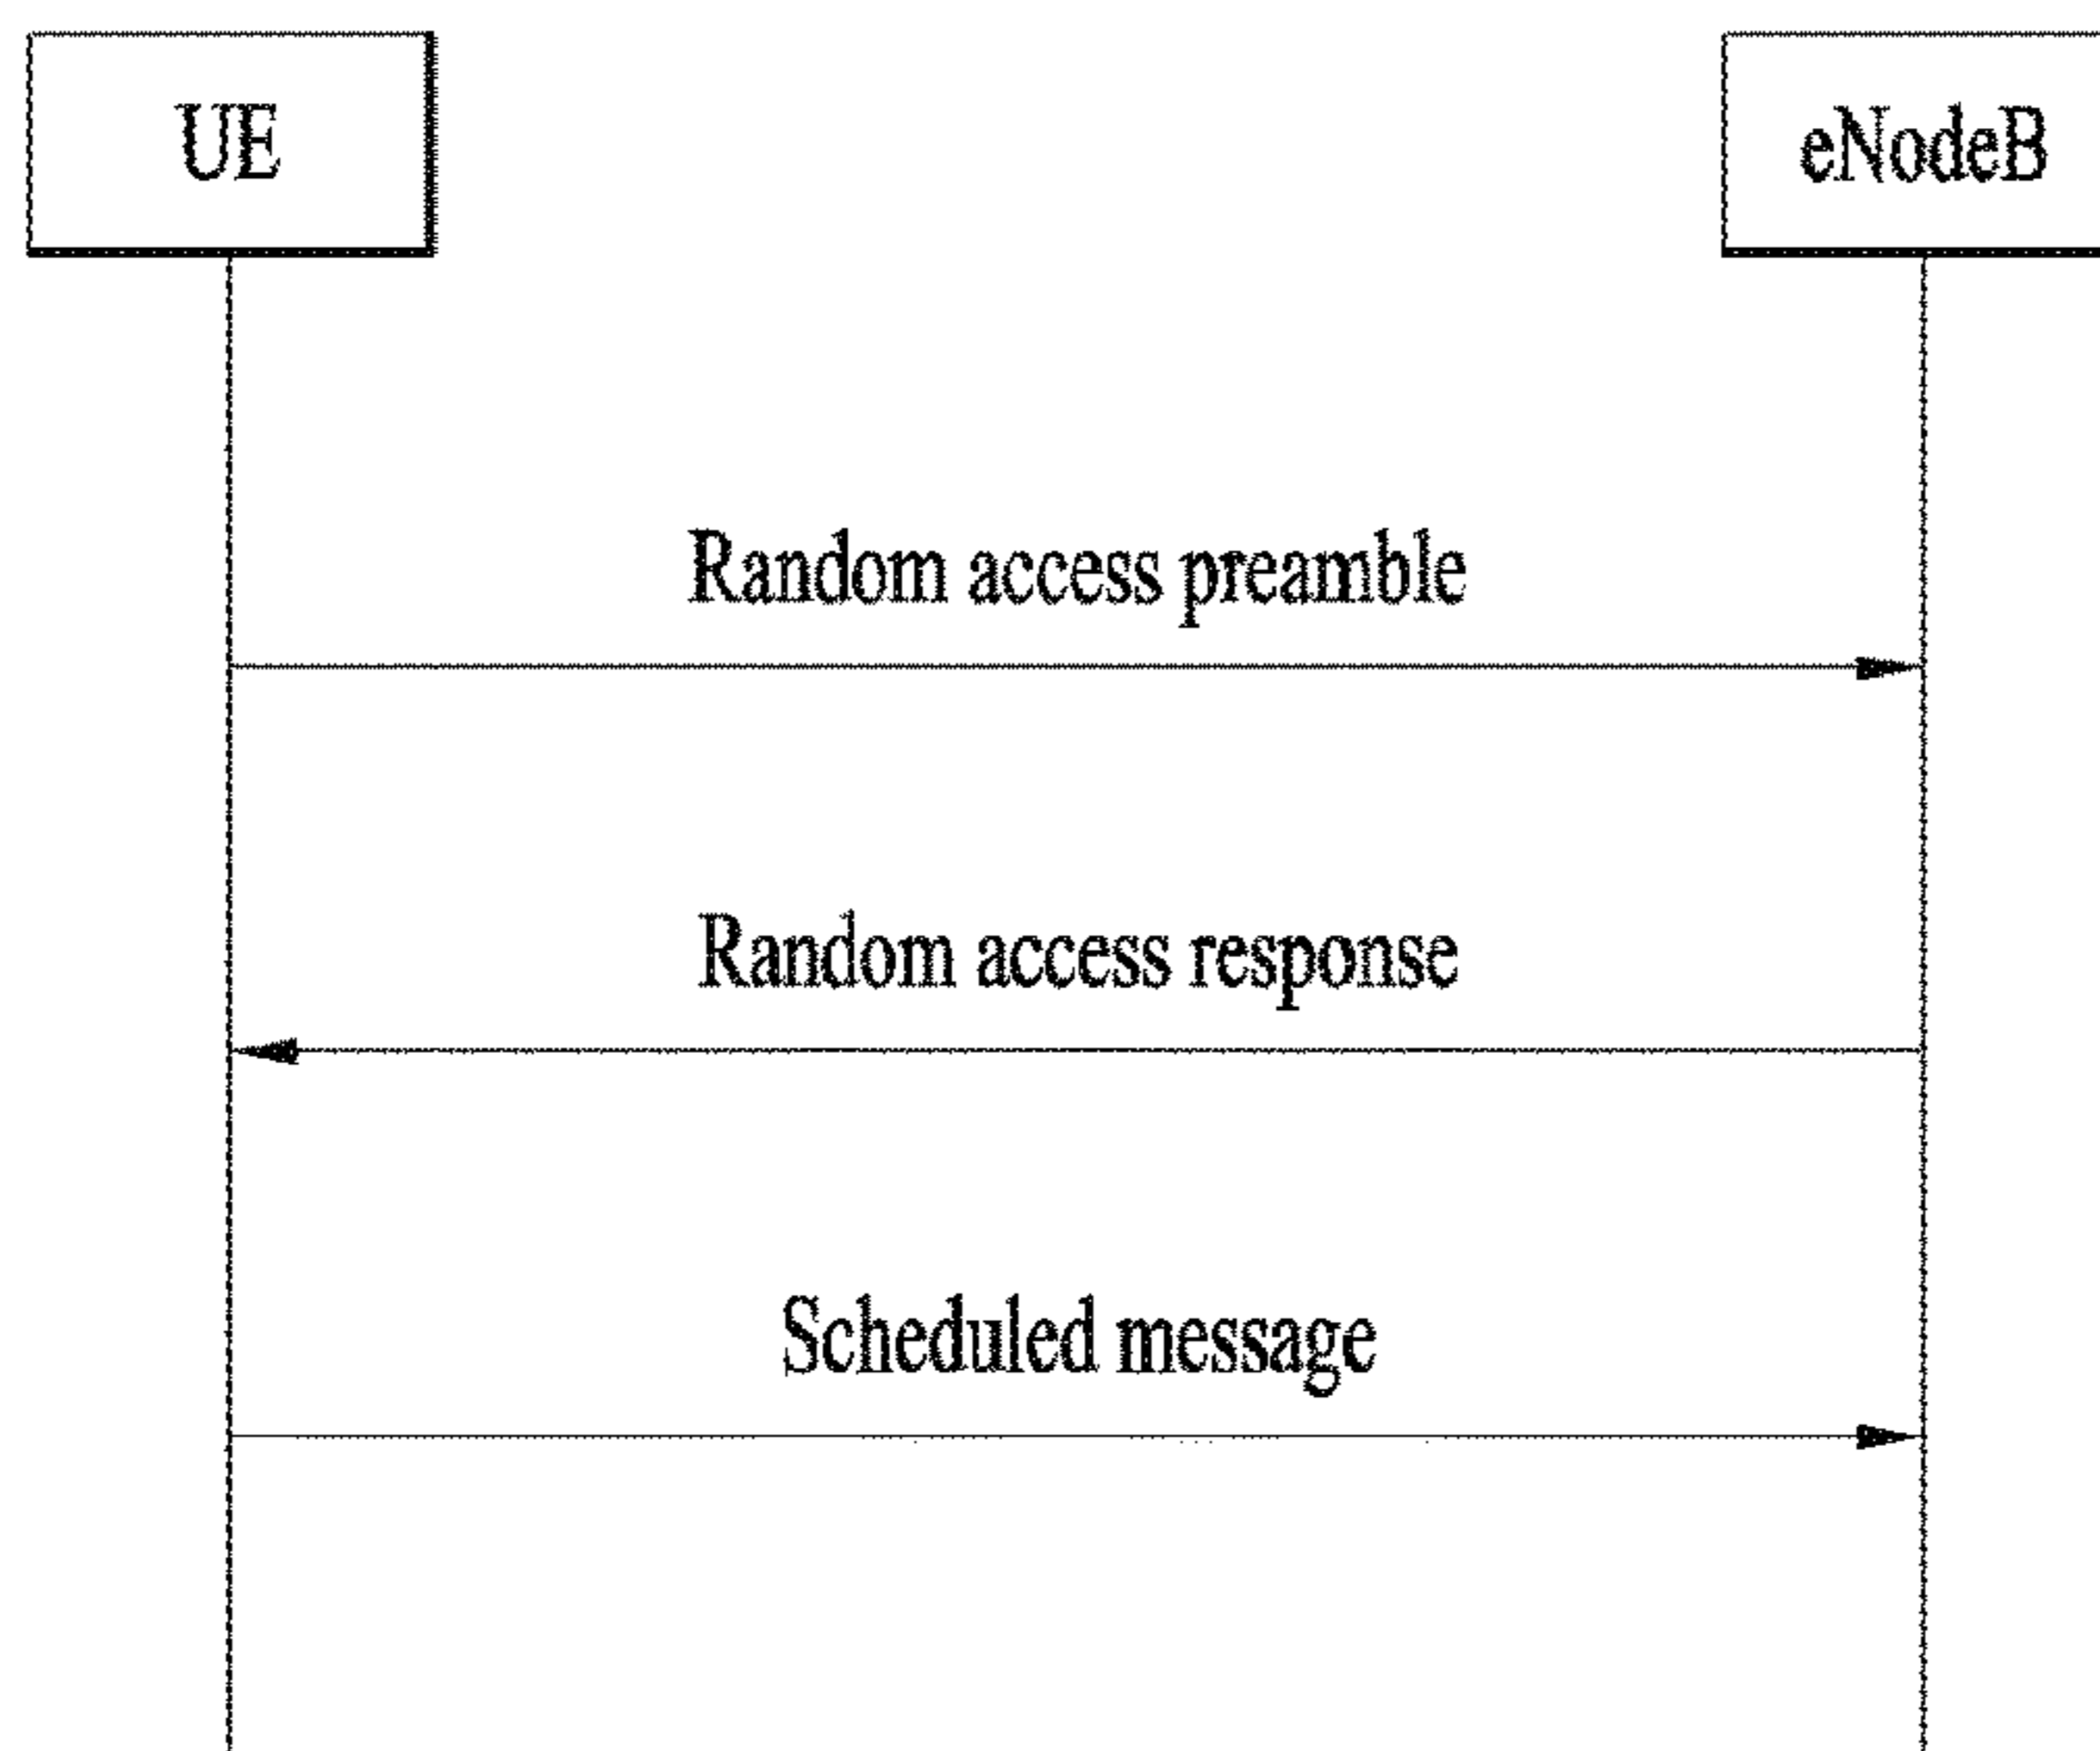 UE
eNodeB
Random access preamble
Random access response
Scheduled message